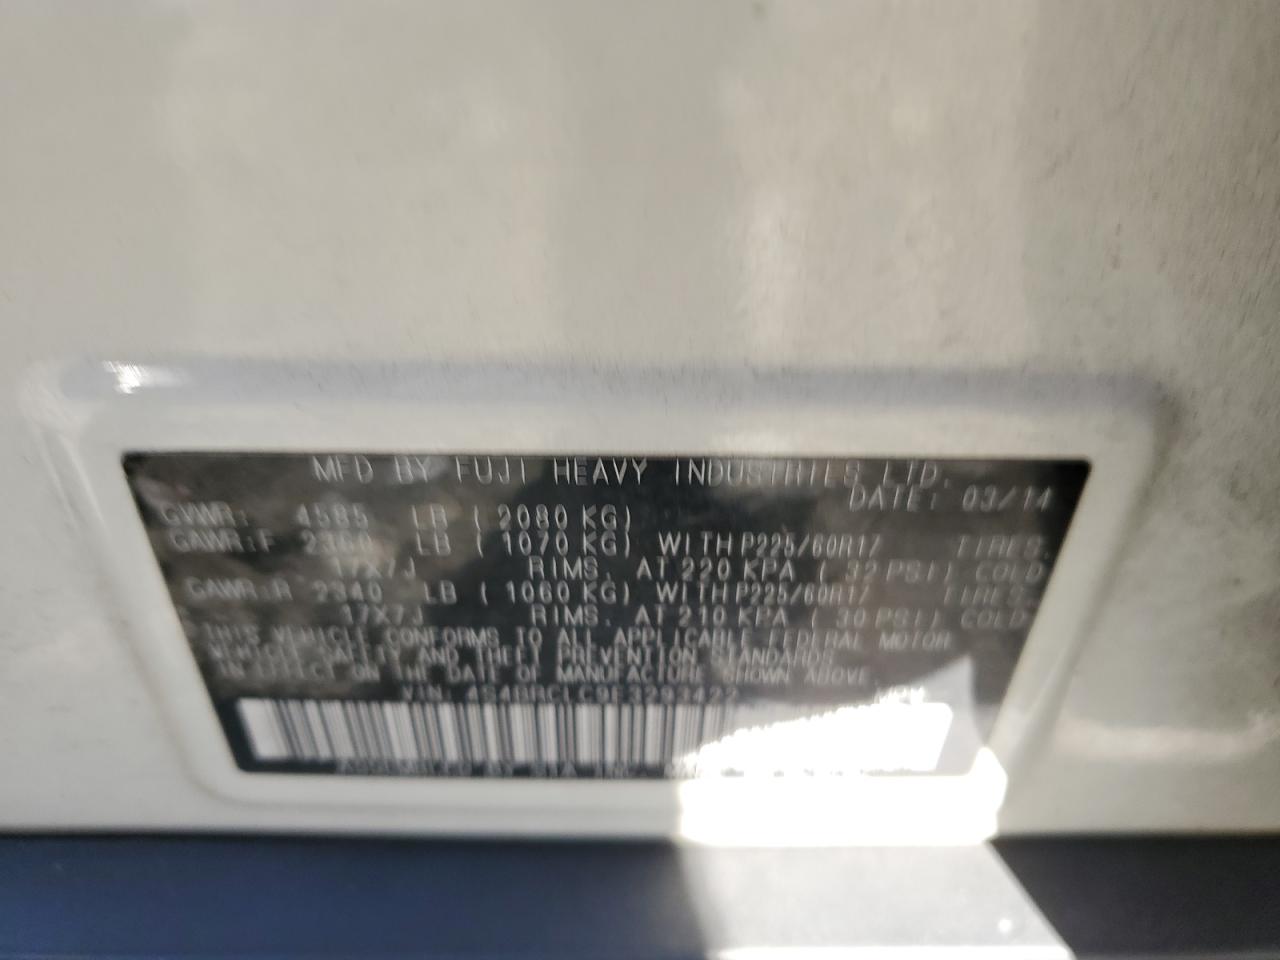 MFD BY FUJI HEAVY INDUSTRIES LTD.
DATE: 03/14
GVWR: 4585 LB ( 2080 KG)
GAWR:F 2360 LB ( 1070 KG) WITH P225/60R17 TIRES,
17X7J RIMS, AT 220 KPA ( 32 PSI) COLD
GAWR:R 2340 LB ( 1060 KG) WITH P225/60R17 TIRES,
17X7J RIMS, AT 210 KPA ( 30 PSI) COLD
THIS VEHICLE CONFORMS TO ALL APPLICABLE FEDERAL MOTOR
VEHICLE SAFETY AND THEFT PREVENTION STANDARDS
IN EFFECT ON THE DATE OF MANUFACTURE SHOWN ABOVE.
VIN: 4S4BRCLC9E3293422